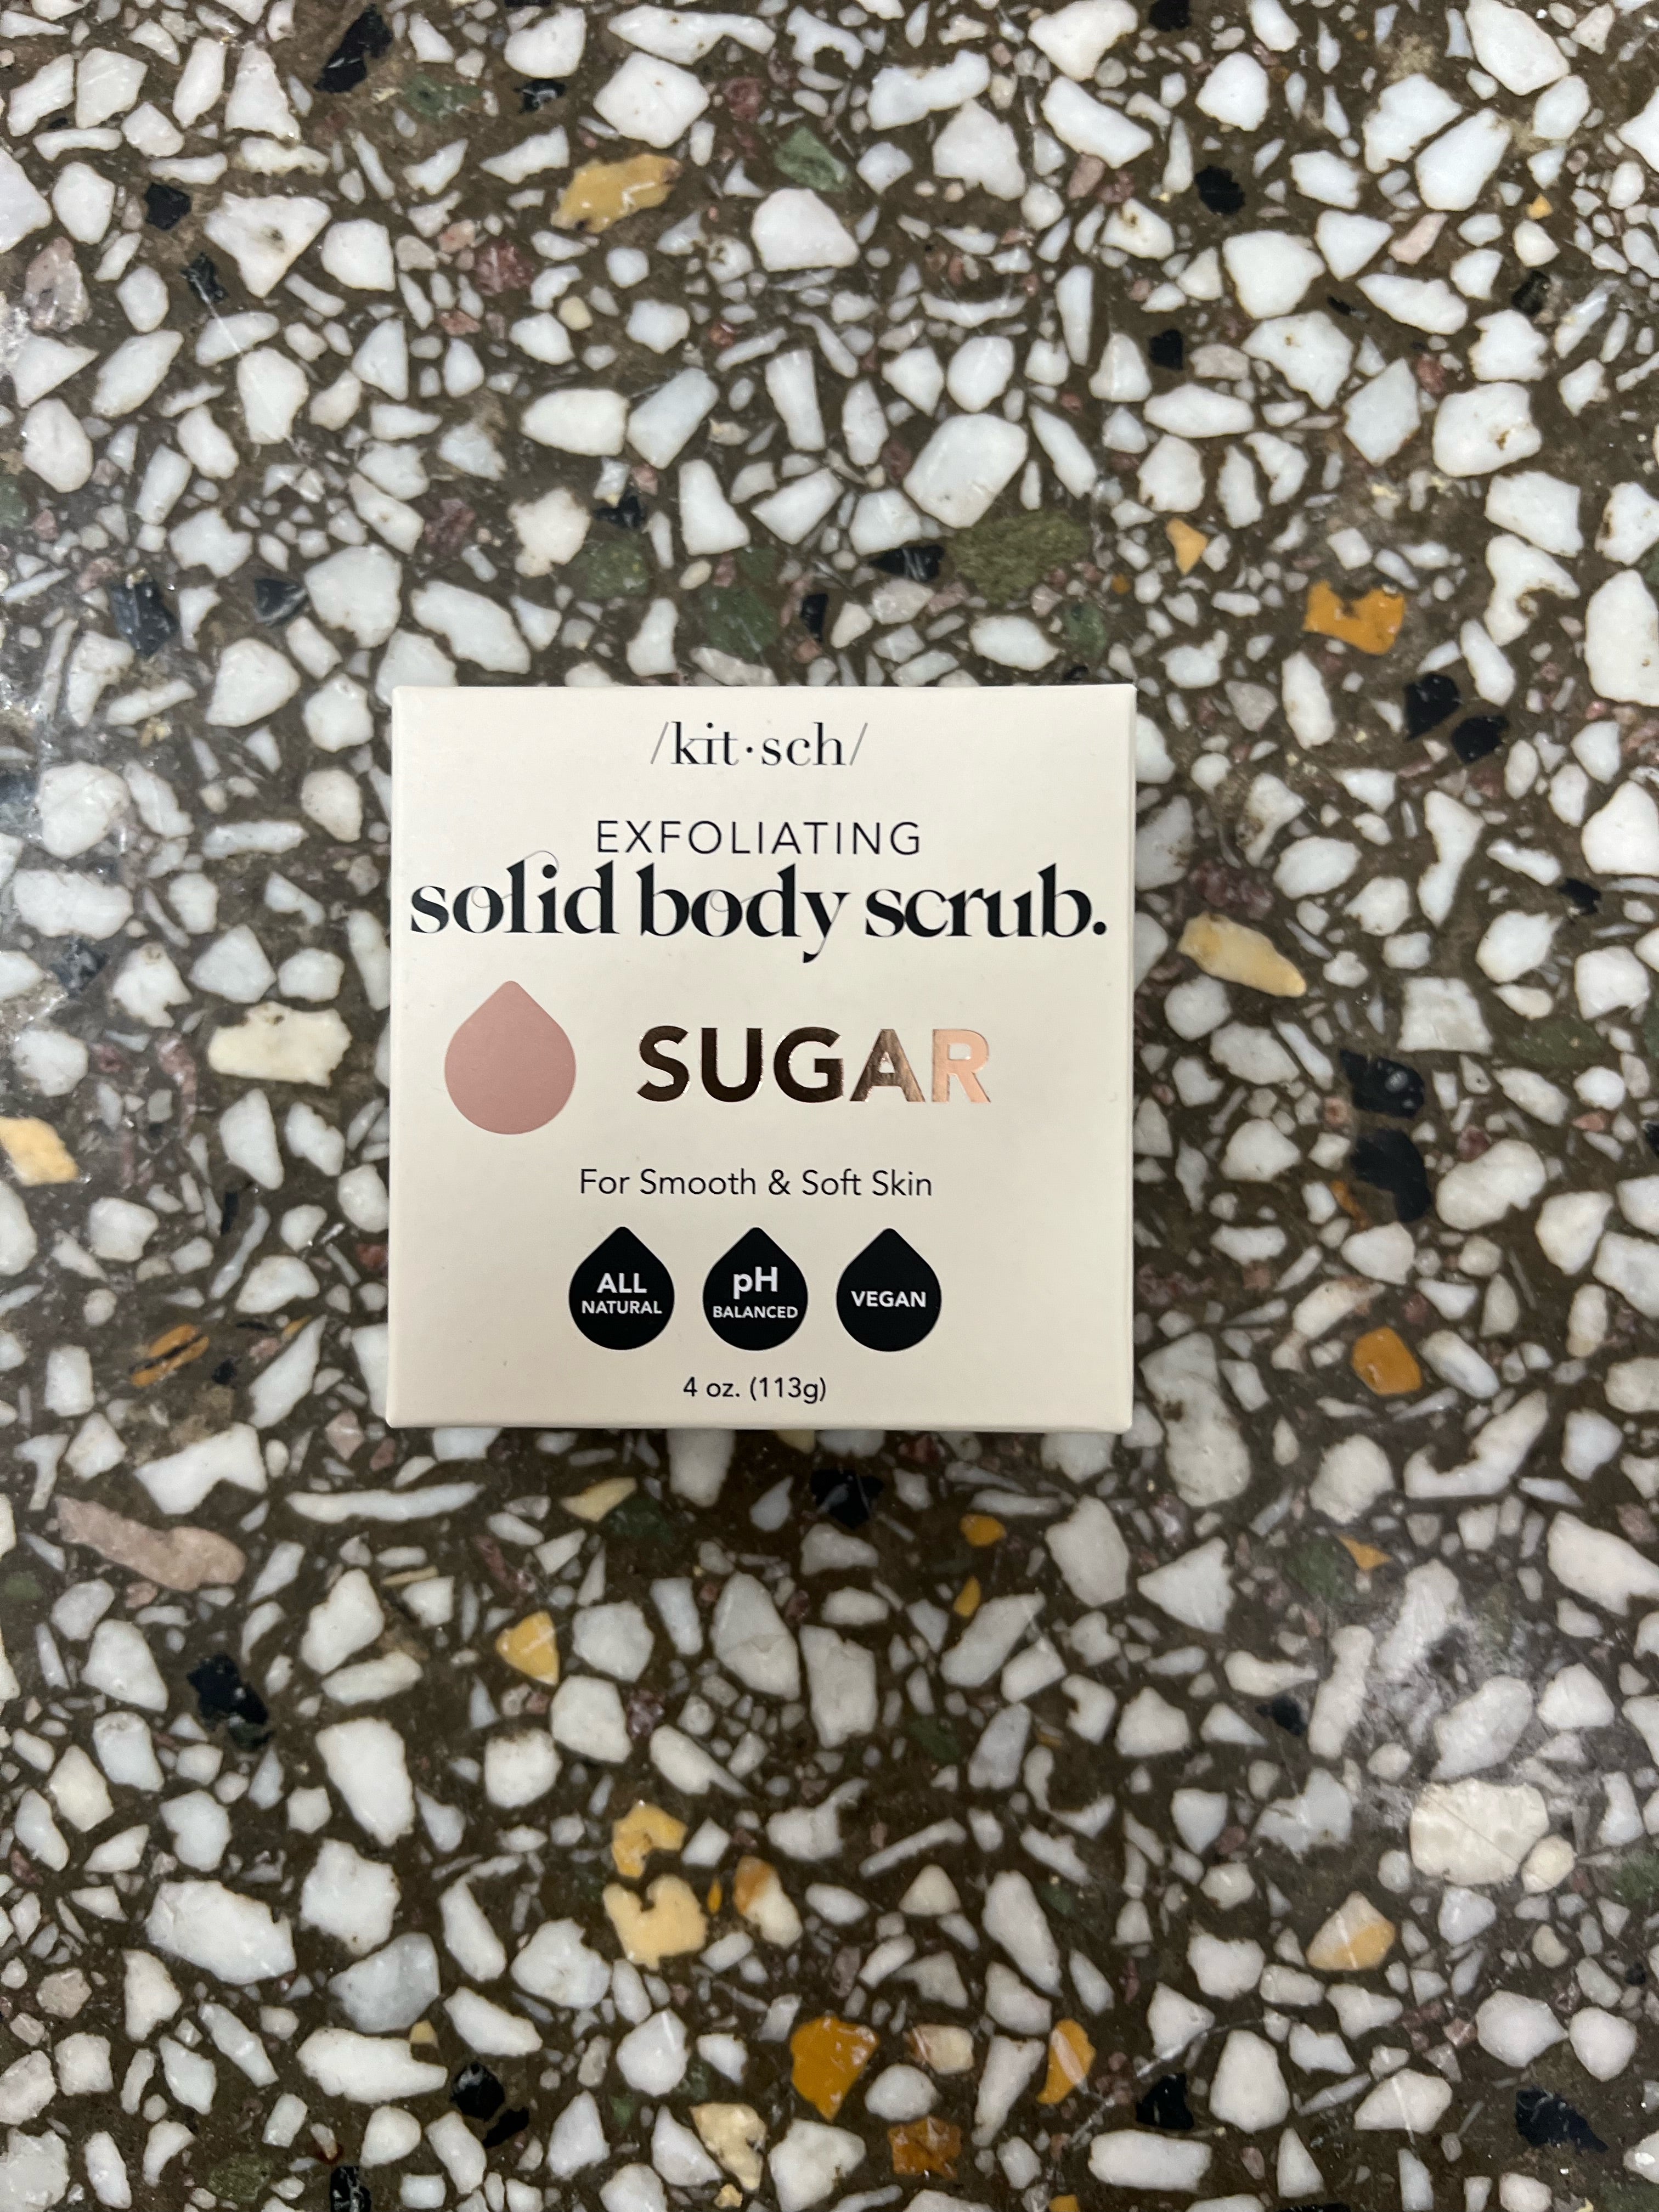 /kit·sch/
EXFOLIATING
solid body scrub.
SUGAR
For Smooth & Soft Skin
ALL
NATURAL
pH
BALANCED
VEGAN
4 oz. (113g)